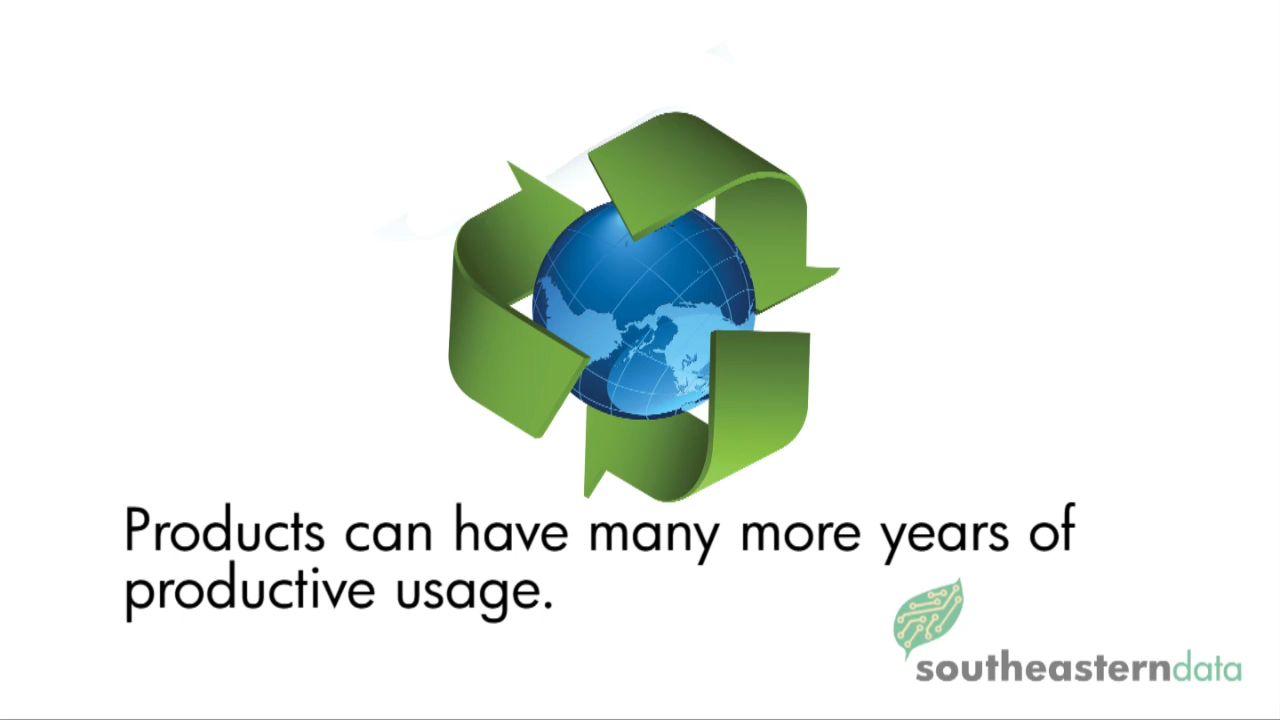 Products can have many more years of
productive usage.
southeasterndata